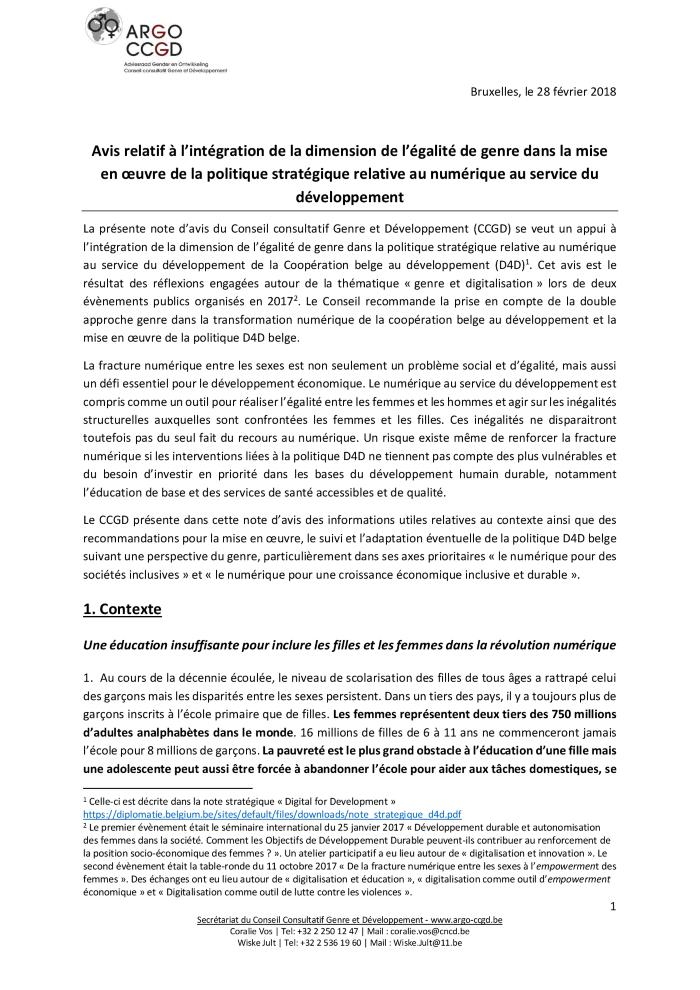 ARGO
CCGD
Adviesraad Gender en Ontwikkeling
Conseil consultatif Genre et Développement
Bruxelles, le 28 février 2018
Avis relatif à l’intégration de la dimension de l’égalité de genre dans la mise
en œuvre de la politique stratégique relative au numérique au service du
développement
La présente note d’avis du Conseil consultatif Genre et Développement (CCGD) se veut un appui à
l’intégration de la dimension de l’égalité de genre dans la politique stratégique relative au numérique
au service du développement de la Coopération belge au développement (D4D)¹. Cet avis est le
résultat des réflexions engagées autour de la thématique « genre et digitalisation » lors de deux
évènements publics organisés en 2017². Le Conseil recommande la prise en compte de la double
approche genre dans la transformation numérique de la coopération belge au développement et la
mise en œuvre de la politique D4D belge.
La fracture numérique entre les sexes est non seulement un problème social et d’égalité, mais aussi
un défi essentiel pour le développement économique. Le numérique au service du développement est
compris comme un outil pour réaliser l’égalité entre les femmes et les hommes et agir sur les inégalités
structurelles auxquelles sont confrontées les femmes et les filles. Ces inégalités ne disparaitront
toutefois pas du seul fait du recours au numérique. Un risque existe même de renforcer la fracture
numérique si les interventions liées à la politique D4D ne tiennent pas compte des plus vulnérables et
du besoin d’investir en priorité dans les bases du développement humain durable, notamment
l’éducation de base et des services de santé accessibles et de qualité.
Le CCGD présente dans cette note d’avis des informations utiles relatives au contexte ainsi que des
recommandations pour la mise en œuvre, le suivi et l’adaptation éventuelle de la politique D4D belge
suivant une perspective du genre, particulièrement dans ses axes prioritaires « le numérique pour des
sociétés inclusives » et « le numérique pour une croissance économique inclusive et durable ».
1. Contexte
Une éducation insuffisante pour inclure les filles et les femmes dans la révolution numérique
1. Au cours de la décennie écoulée, le niveau de scolarisation des filles de tous âges a rattrapé celui
des garçons mais les disparités entre les sexes persistent. Dans un tiers des pays, il y a toujours plus de
garçons inscrits à l’école primaire que de filles. Les femmes représentent deux tiers des 750 millions
d’adultes analphabètes dans le monde. 16 millions de filles de 6 à 11 ans ne commenceront jamais
l’école pour 8 millions de garçons. La pauvreté est le plus grand obstacle à l’éducation d’une fille mais
une adolescente peut aussi être forcée à abandonner l’école pour aider aux tâches domestiques, se
¹ Celle-ci est décrite dans la note stratégique « Digital for Development »
https://diplomatie.belgium.be/sites/default/files/downloads/note_strategique_d4d.pdf
² Le premier évènement était le séminaire international du 25 janvier 2017 « Développement durable et autonomisation
des femmes dans la société. Comment les Objectifs de Développement Durable peuvent-ils contribuer au renforcement de
la position socio-économique des femmes ? ». Un atelier participatif a eu lieu autour de « digitalisation et innovation ». Le
second évènement était la table-ronde du 11 octobre 2017 « De la fracture numérique entre les sexes à l’empowerment des
femmes ». Des échanges ont eu lieu autour de « digitalisation et éducation », « digitalisation comme outil d’empowerment
économique » et « Digitalisation comme outil de lutte contre les violences ».
1
Secrétariat du Conseil Consultatif Genre et Développement - www.argo-ccgd.be
Coralie Vos | Tel: +32 2 250 12 47 | Mail : coralie.vos@cncd.be
Wiske Jult | Tel: +32 2 536 19 60 | Mail : Wiske.Jult@11.be